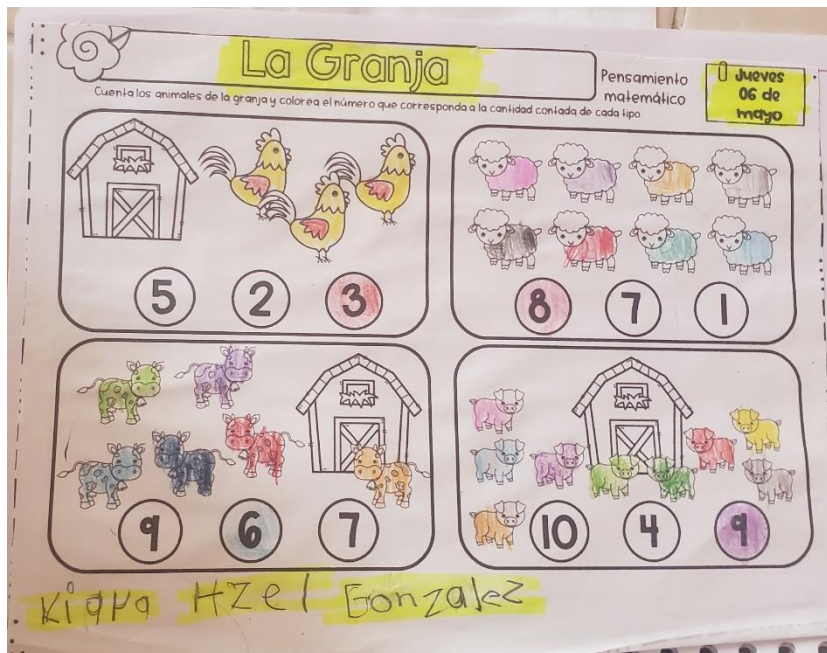 La Granja
Pensamiento
matemático
Jueves
06 de
mayo
Cuenta los animales de la granja y colorea el número que corresponda a la cantidad contada de cada tipo.
5 2 3
8 7 1
9 6 7
10 4 9
Kiara Hzel Gonzalez